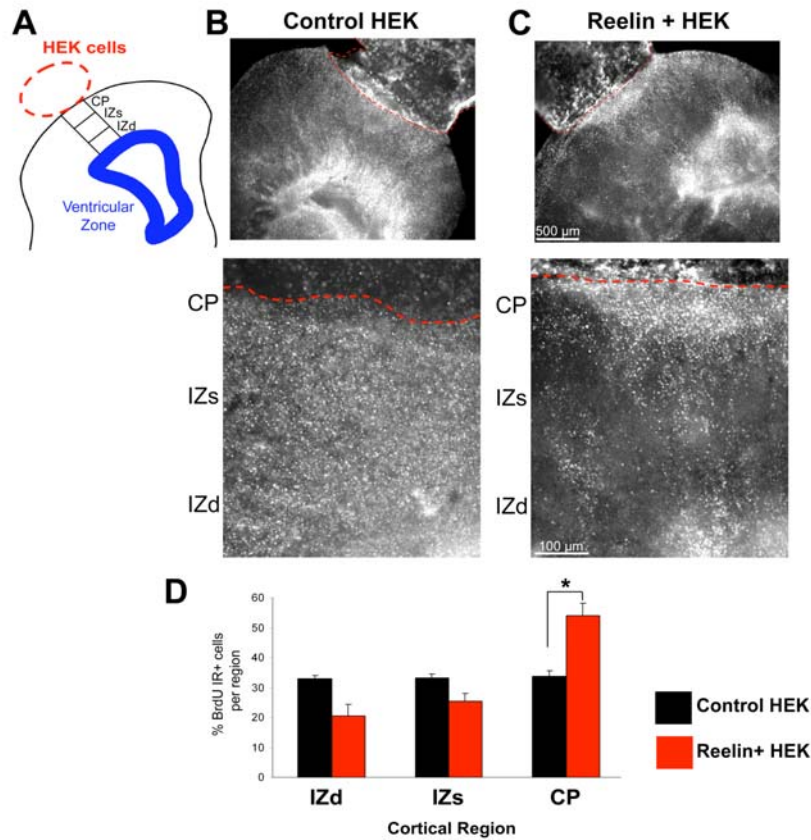 A
HEK cells
CP
IZs
IZd
Ventricular
Zone
B
Control HEK
C
Reelin + HEK
500 µm
CP
IZs
IZd
CP
IZs
IZd
100 µm
D
% BrdU IR+ cells
per region
60
50
40
30
20
10
0
*
IZd
IZs
CP
Cortical Region
Control HEK
Reelin+ HEK